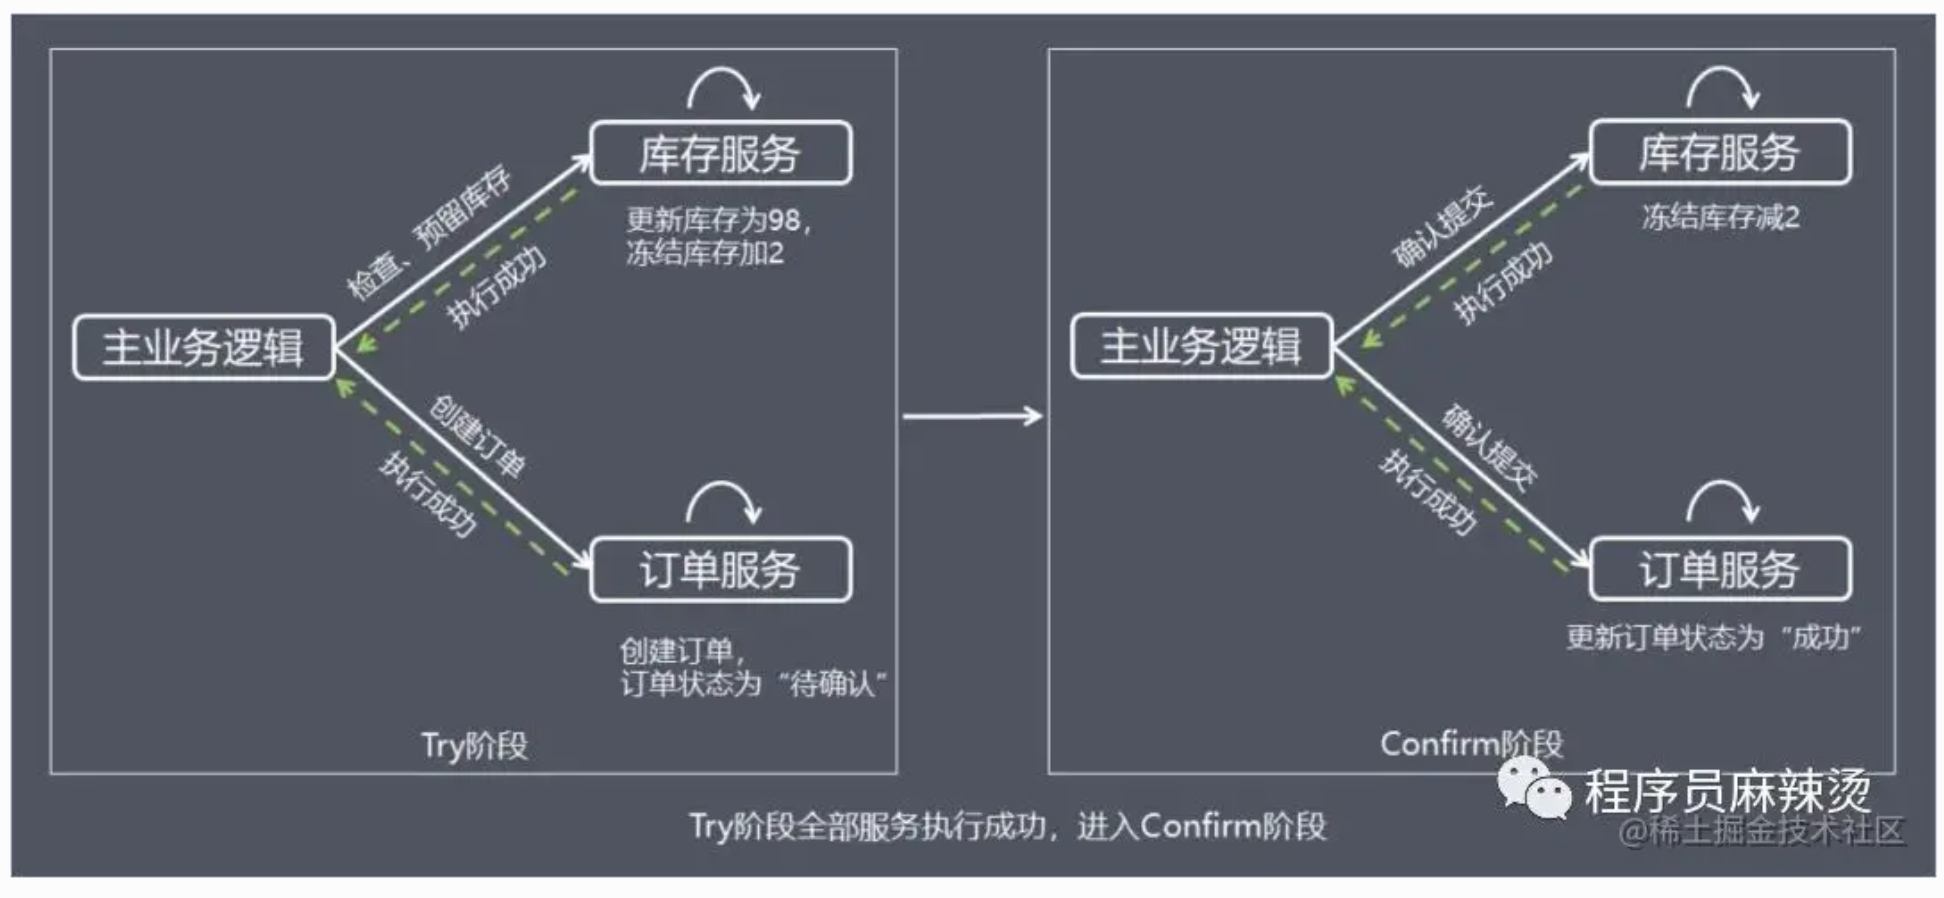 库存服务
检查、预留库存
执行成功
更新库存为98，
冻结库存加2
主业务逻辑
创建订单
执行成功
订单服务
创建订单，
订单状态为“待确认”
Try阶段
库存服务
确认提交
执行成功
冻结库存减2
主业务逻辑
确认提交
执行成功
订单服务
更新订单状态为“成功”
Confirm阶段
Try阶段全部服务执行成功，进入Confirm阶段
程序员麻辣烫
@稀土掘金技术社区